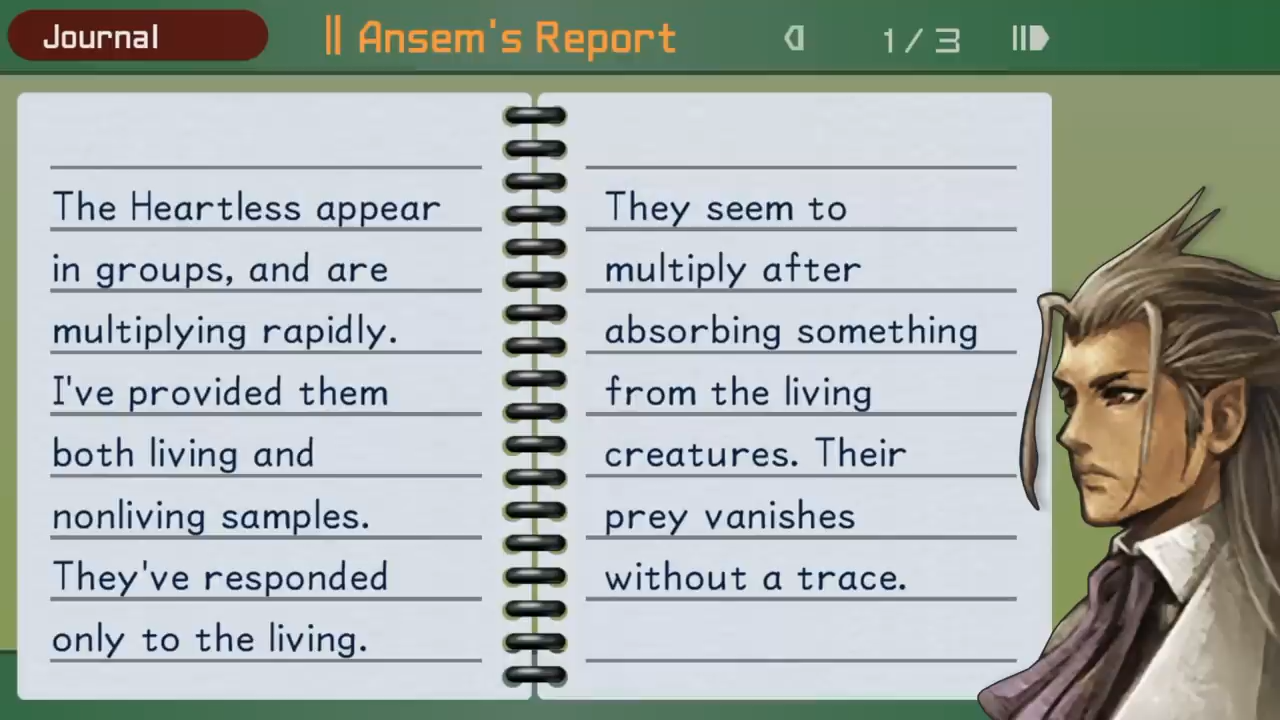 Journal
Ansem's Report
1/3
The Heartless appear
in groups, and are
multiplying rapidly.
I've provided them
both living and
nonliving samples.
They've responded
only to the living.
They seem to
multiply after
absorbing something
from the living
creatures. Their
prey vanishes
without a trace.